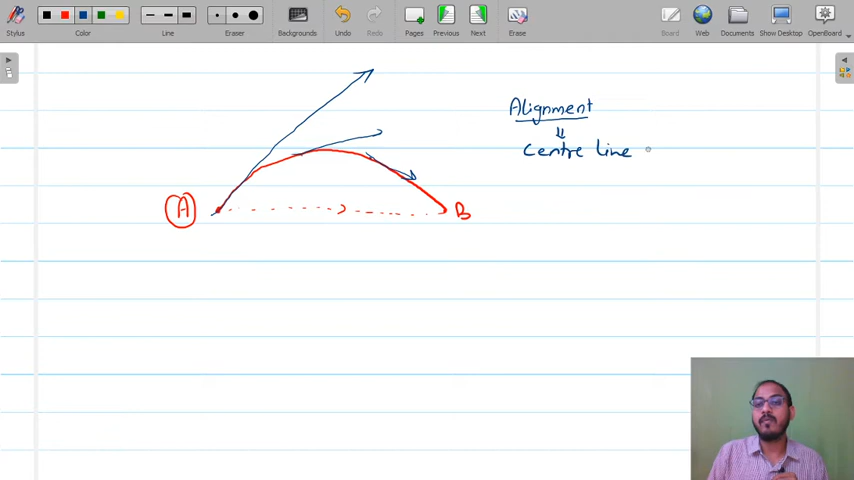 Stylus Color Line Eraser Backgrounds Undo Redo Pages Previous Next Erase Board Web Documents Show Desktop OpenBoard
Alignment
⇓
Centre Line
A B